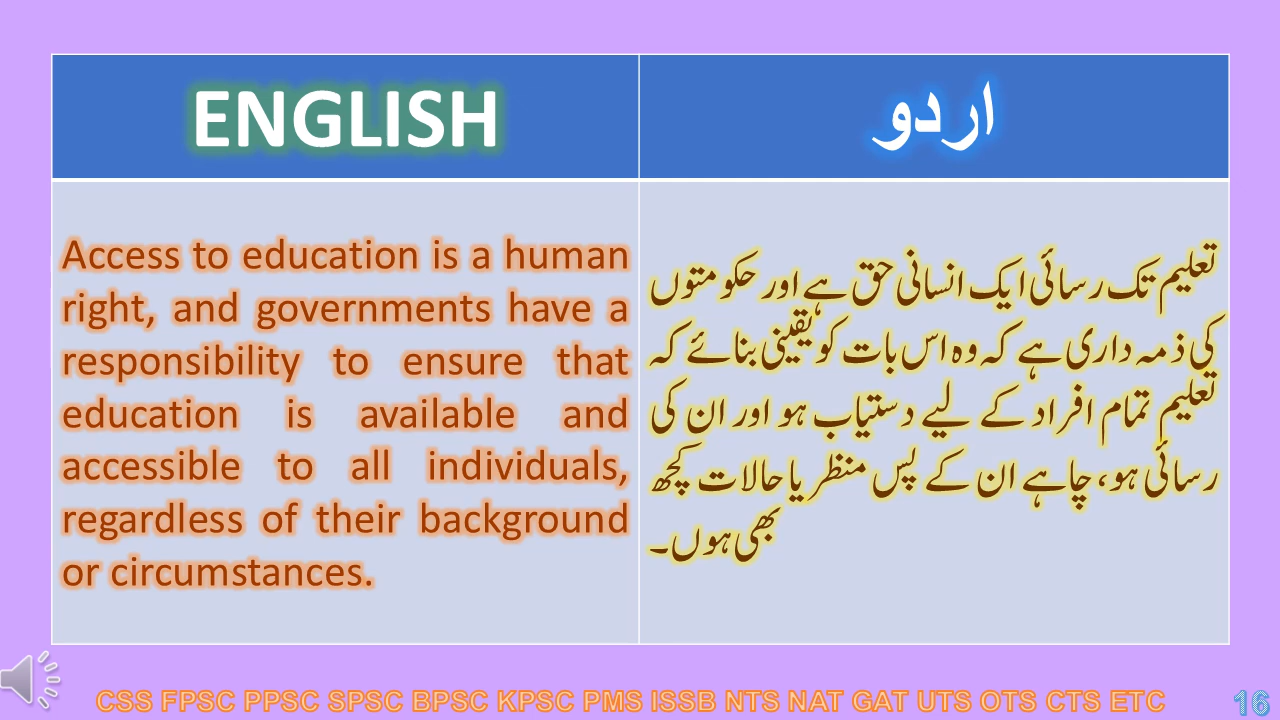 ENGLISH
اردو
Access to education is a human
right, and governments have a
responsibility to ensure that
education is available and
accessible to all individuals,
regardless of their background
or circumstances.
تعلیم تک رسائی ایک انسانی حق ہے اور حکومتوں
کی ذمہ داری ہے کہ وہ اس بات کو یقینی بنائے کہ
تعلیم تمام افراد کے لیے دستیاب ہو اور ان کی
رسائی ہو، چاہے ان کے پس منظر یا حالات کچھ
بھی ہوں۔
CSS FPSC PPSC SPSC BPSC KPSC PMS ISSB NTS NAT GAT UTS OTS CTS ETC
16